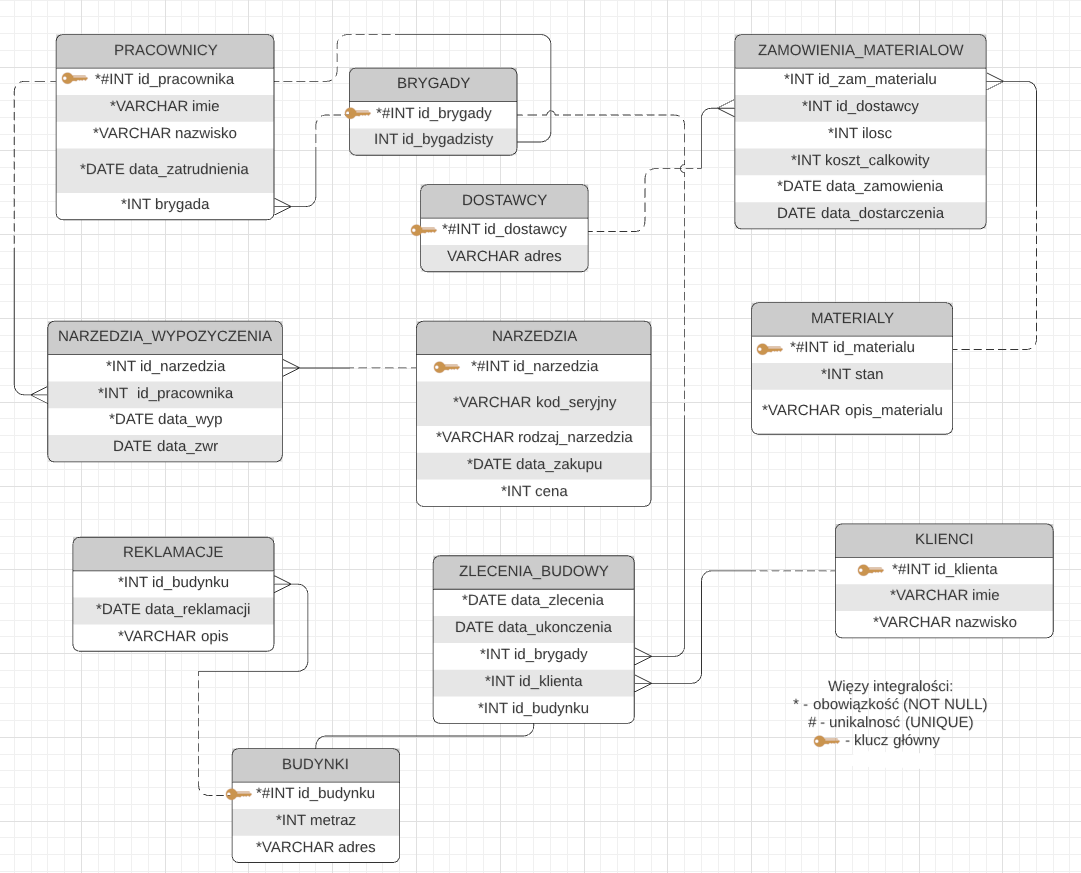 PRACOWNICY
*#INT id_pracownika
*VARCHAR imie
*VARCHAR nazwisko
*DATE data_zatrudnienia
*INT brygada
BRYGADY
*#INT id_brygady
INT id_bygadzisty
DOSTAWCY
*#INT id_dostawcy
VARCHAR adres
ZAMOWIENIA_MATERIALOW
*INT id_zam_materialu
*INT id_dostawcy
*INT ilosc
*INT koszt_calkowity
*DATE data_zamowienia
DATE data_dostarczenia
NARZEDZIA_WYPOZYCZENIA
*INT id_narzedzia
*INT id_pracownika
*DATE data_wyp
DATE data_zwr
NARZEDZIA
*#INT id_narzedzia
*VARCHAR kod_seryjny
*VARCHAR rodzaj_narzedzia
*DATE data_zakupu
*INT cena
MATERIALY
*#INT id_materialu
*INT stan
*VARCHAR opis_materialu
REKLAMACJE
*INT id_budynku
*DATE data_reklamacji
*VARCHAR opis
ZLECENIA_BUDOWY
*DATE data_zlecenia
DATE data_ukonczenia
*INT id_brygady
*INT id_klienta
*INT id_budynku
KLIENCI
*#INT id_klienta
*VARCHAR imie
*VARCHAR nazwisko
BUDYNKI
*#INT id_budynku
*INT metraz
*VARCHAR adres
Więzy integralości:
* - obowiązkość (NOT NULL)
# - unikalnosć (UNIQUE)
- klucz główny